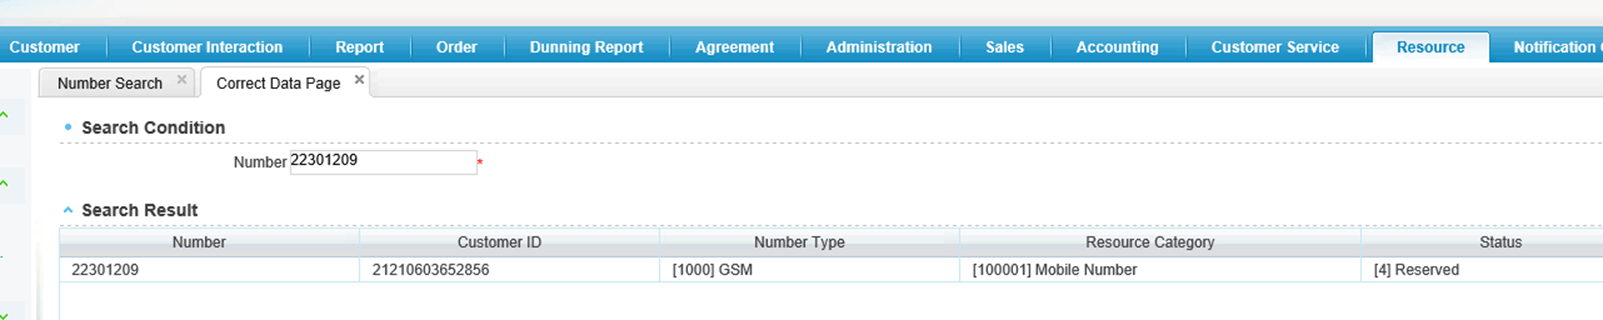 Customer Customer Interaction Report Order Dunning Report Agreement Administration Sales Accounting Customer Service Resource Notification
Number Search Correct Data Page
Search Condition
Number 22301209 *
Search Result
Number Customer ID Number Type Resource Category Status
22301209 21210603652856 [1000] GSM [100001] Mobile Number [4] Reserved